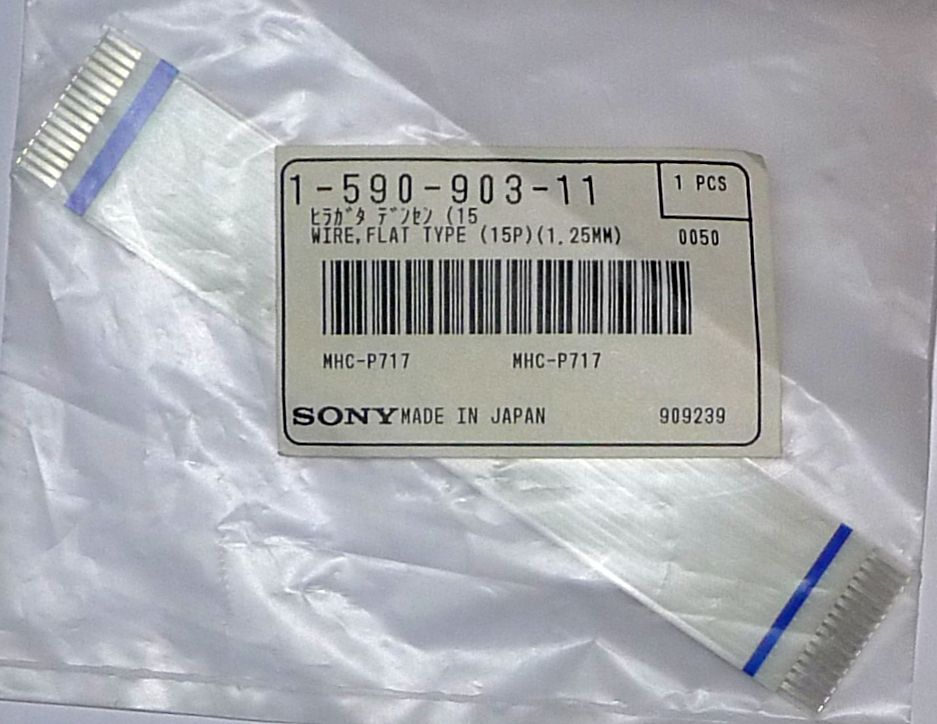 1-590-903-11
1 PCS
ﾋﾗｶﾞﾀ ﾃﾞﾝｾﾝ (15
WIRE,FLAT TYPE (15P)(1.25MM)
0050
MHC-P717 MHC-P717
SONY MADE IN JAPAN 909239